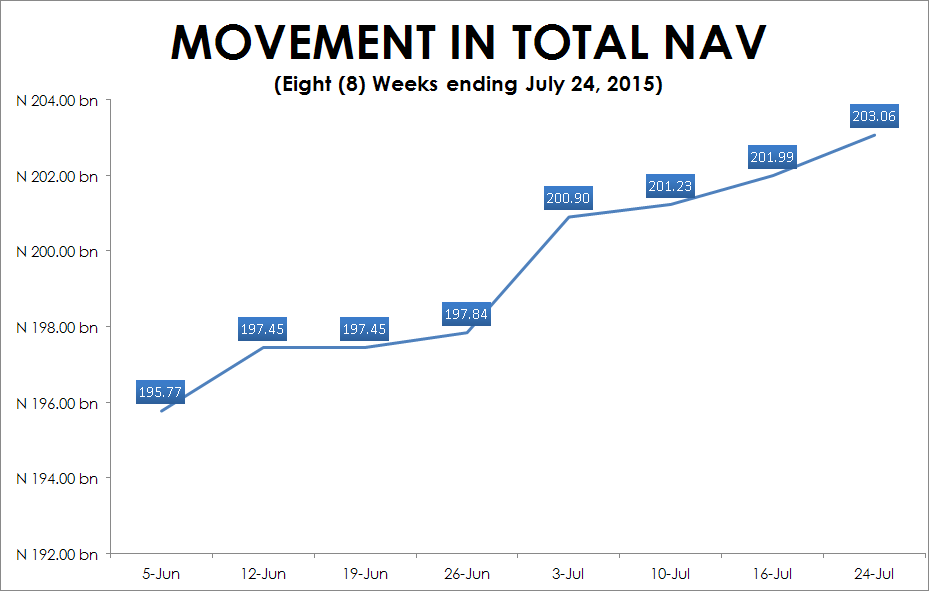 MOVEMENT IN TOTAL NAV
(Eight (8) Weeks ending July 24, 2015)
N 204.00 bn
N 202.00 bn
N 200.00 bn
N 198.00 bn
N 196.00 bn
N 194.00 bn
N 192.00 bn
195.77
197.45
197.45
197.84
200.90
201.23
201.99
203.06
5-Jun
12-Jun
19-Jun
26-Jun
3-Jul
10-Jul
16-Jul
24-Jul